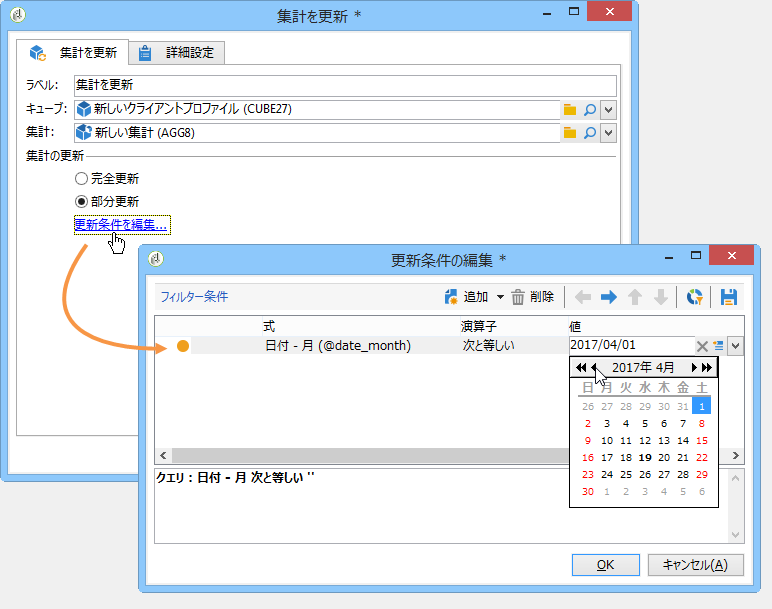 集計を更新 *
集計を更新 詳細設定
ラベル: 集計を更新
キューブ: 新しいクライアントプロファイル (CUBE27)
集計: 新しい集計 (AGG8)
集計の更新
完全更新
部分更新
更新条件を編集...
更新条件の編集 *
フィルター条件 追加 削除
式 演算子 値
日付 - 月 (@date_month) 次と等しい 2017/04/01
2017年 4月
日 月 火 水 木 金 土
26 27 28 29 30 31 1
2 3 4 5 6 7 8
9 10 11 12 13 14 15
16 17 18 19 20 21 22
23 24 25 26 27 28 29
30 1 2 3 4 5 6
クエリ : 日付 - 月 次と等しい ''
OK キャンセル(A)